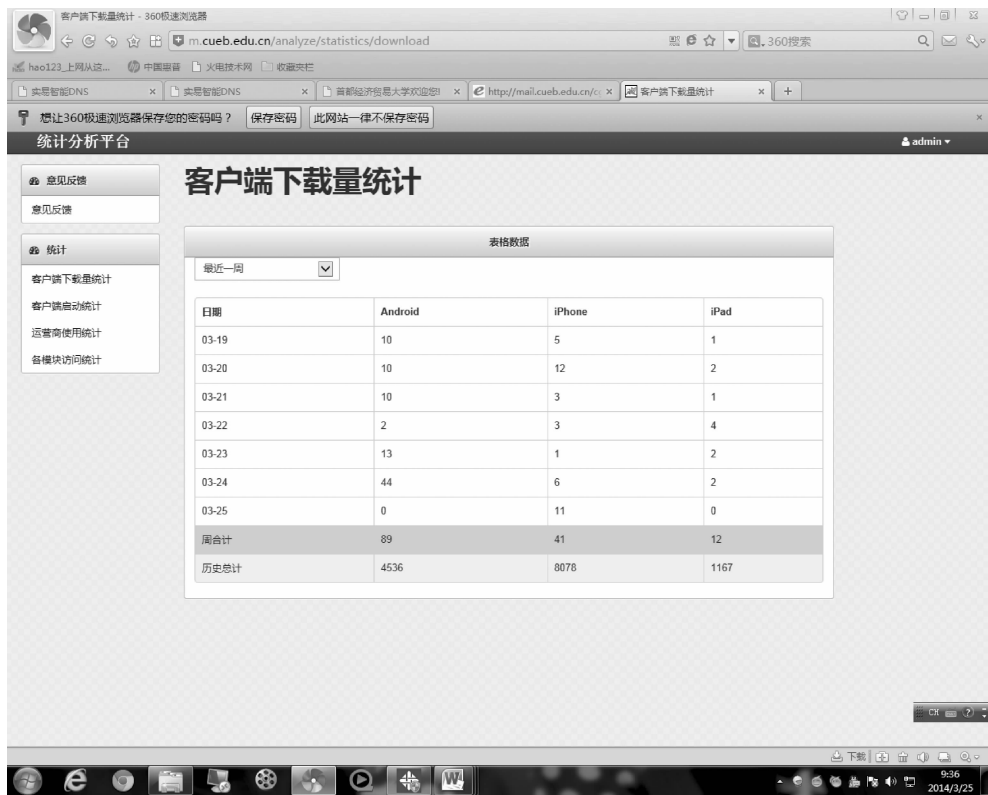 客户端下载量统计 - 360极速浏览器
m.cueb.edu.cn/analyze/statistics/download
360搜索
hao123_上网从这... 中国思普 火电技术网 收藏夹栏
实易智能DNS 实易智能DNS 首都经济贸易大学欢迎您! http://mail.cueb.edu.cn/c 客户端下载量统计
想让360极速浏览器保存您的密码吗？ 保存密码 此网站一律不保存密码
统计分析平台 admin
意见反馈
意见反馈
统计
客户端下载量统计
客户端启动统计
运营商使用统计
各模块访问统计
客户端下载量统计
表格数据
最近一周
日期 Android iPhone iPad
03-19 10 5 1
03-20 10 12 2
03-21 10 3 1
03-22 2 3 4
03-23 13 1 2
03-24 44 6 2
03-25 0 11 0
周合计 89 41 12
历史总计 4536 8078 1167
CH
下载
9:36
2014/3/25